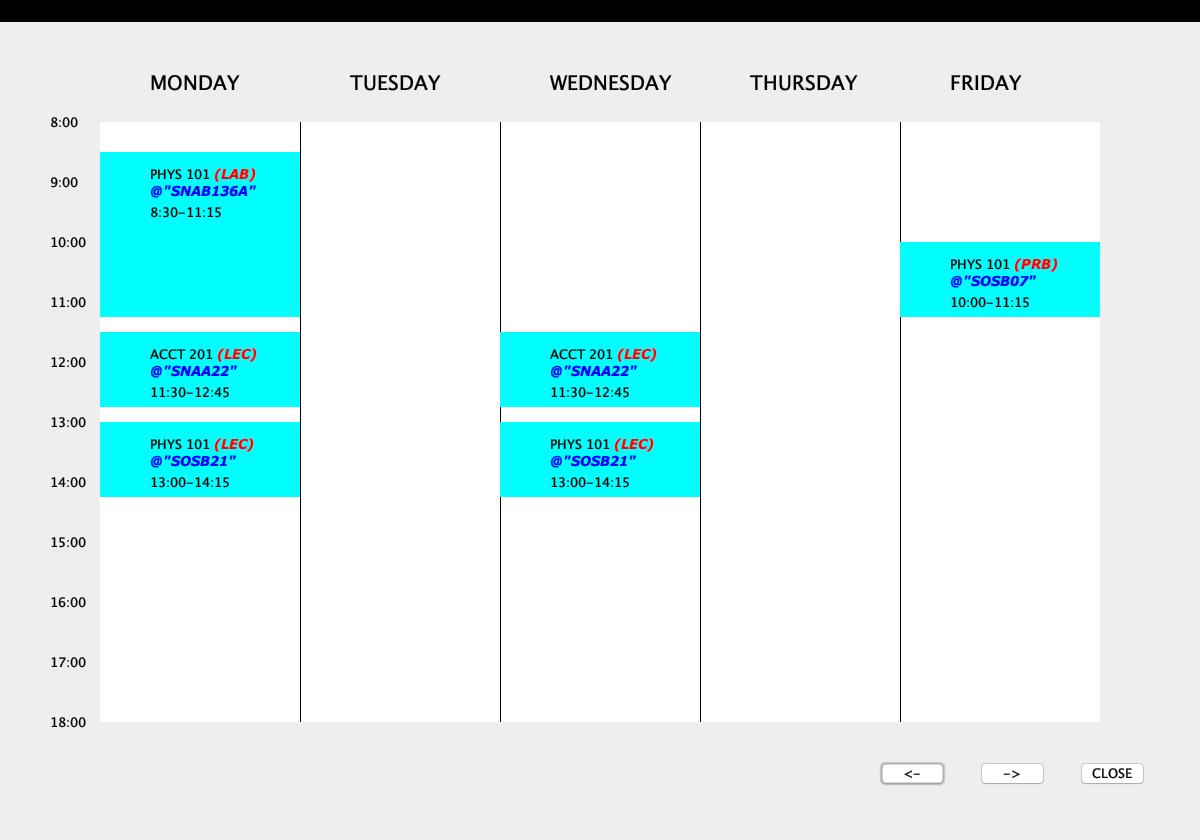 MONDAY TUESDAY WEDNESDAY THURSDAY FRIDAY
8:00
PHYS 101 (LAB)
@"SNAB136A"
8:30-11:15
9:00
10:00
PHYS 101 (PRB)
@"SOSB07"
10:00-11:15
11:00
ACCT 201 (LEC)
@"SNAA22"
11:30-12:45
ACCT 201 (LEC)
@"SNAA22"
11:30-12:45
12:00
13:00
PHYS 101 (LEC)
@"SOSB21"
13:00-14:15
PHYS 101 (LEC)
@"SOSB21"
13:00-14:15
14:00
15:00
16:00
17:00
18:00
<- -> CLOSE